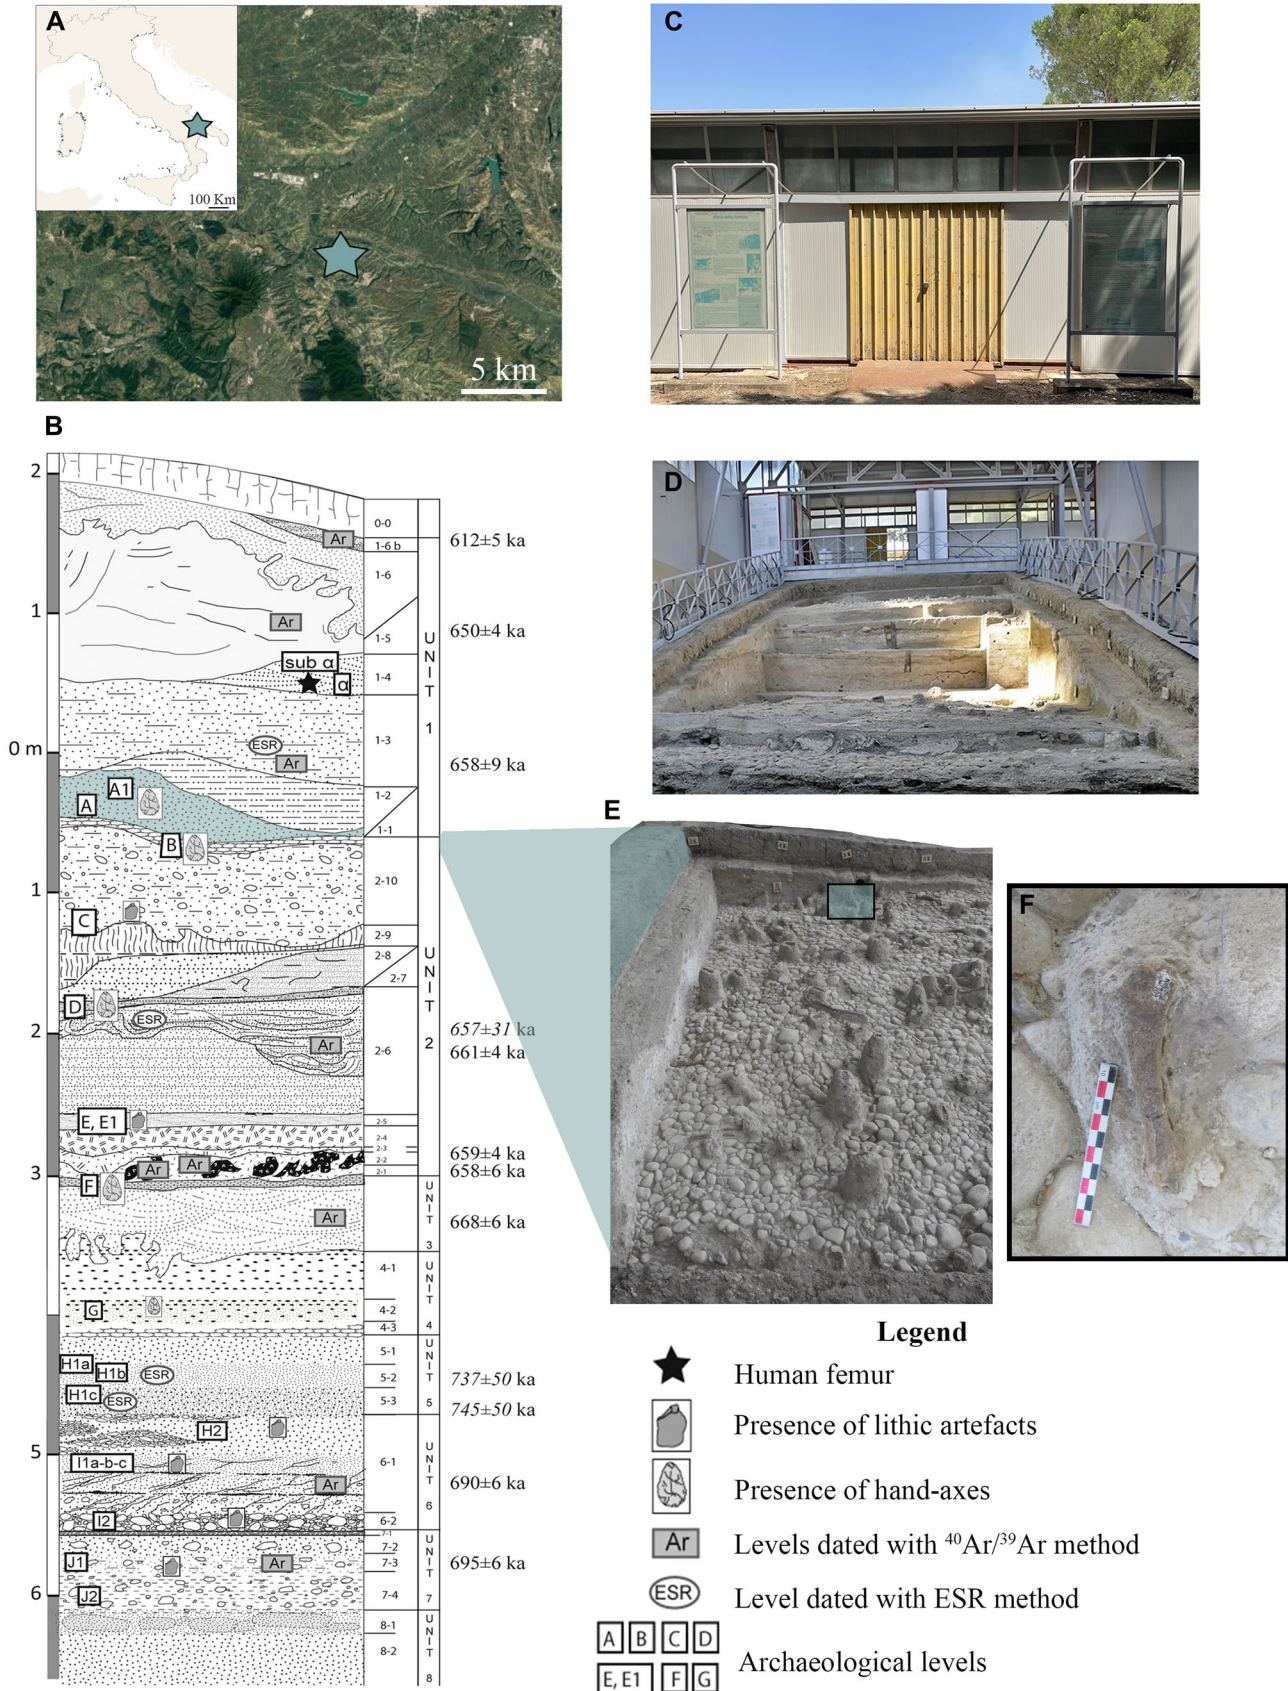 A
100 Km
5 km
B
2
1
0 m
1
2
3
5
6
Ar
Ar
sub α
α
ESR
Ar
A1
A
B
C
D
ESR
Ar
E, E1
Ar
Ar
F
Ar
G
H1a
H1b
ESR
H1c
ESR
H2
I1a-b-c
Ar
I2
J1
Ar
J2
0-0
1-6 b
1-6
1-5
1-4
1-3
1-2
1-1
2-10
2-9
2-8
2-7
2-6
2-5
2-4
2-3
2-2
2-1
4-1
4-2
4-3
5-1
5-2
5-3
6-1
6-2
7-1
7-2
7-3
7-4
8-1
8-2
UNIT 1
UNIT 2
UNIT 3
UNIT 4
UNIT 5
UNIT 6
UNIT 7
UNIT 8
612±5 ka
650±4 ka
658±9 ka
657±31 ka
661±4 ka
659±4 ka
658±6 ka
668±6 ka
737±50 ka
745±50 ka
690±6 ka
695±6 ka
C
D
E
F
Legend
Human femur
Presence of lithic artefacts
Presence of hand-axes
Ar Levels dated with ⁴⁰Ar/³⁹Ar method
ESR Level dated with ESR method
A B C D
E, E1 F G
Archaeological levels